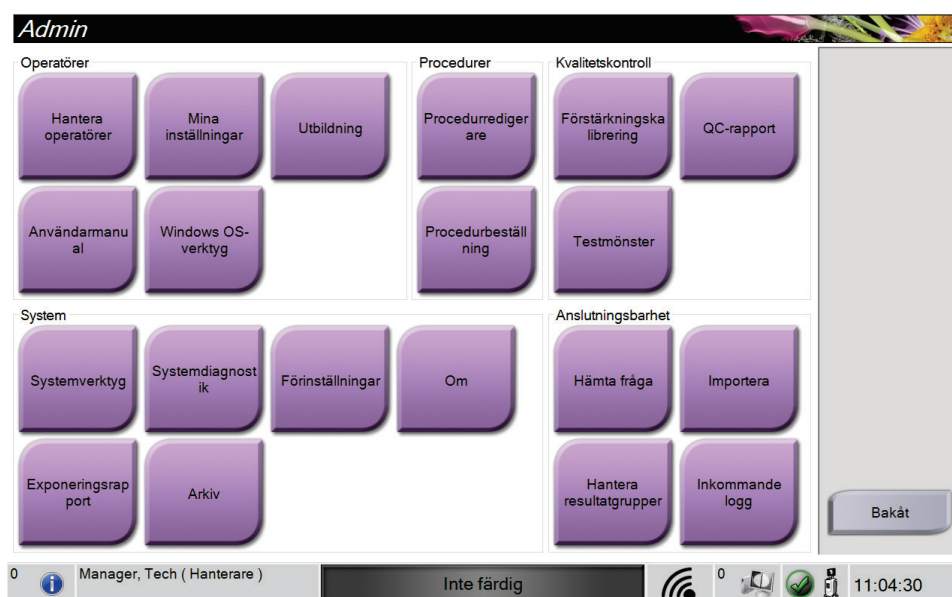 Admin
Operatörer
Procedurer
Kvalitetskontroll
Hantera
operatörer
Mina
inställningar
Utbildning
Procedurrediger
are
Förstärkningska
librering
QC-rapport
Användarmanu
al
Windows OS-
verktyg
Procedurbeställ
ning
Testmönster
System
Anslutningsbarhet
Systemverktyg
Systemdiagnost
ik
Förinställningar
Om
Hämta fråga
Importera
Exponeringsrap
port
Arkiv
Hantera
resultatgrupper
Inkommande
logg
Bakåt
0
Manager, Tech ( Hanterare )
Inte färdig
0
11:04:30